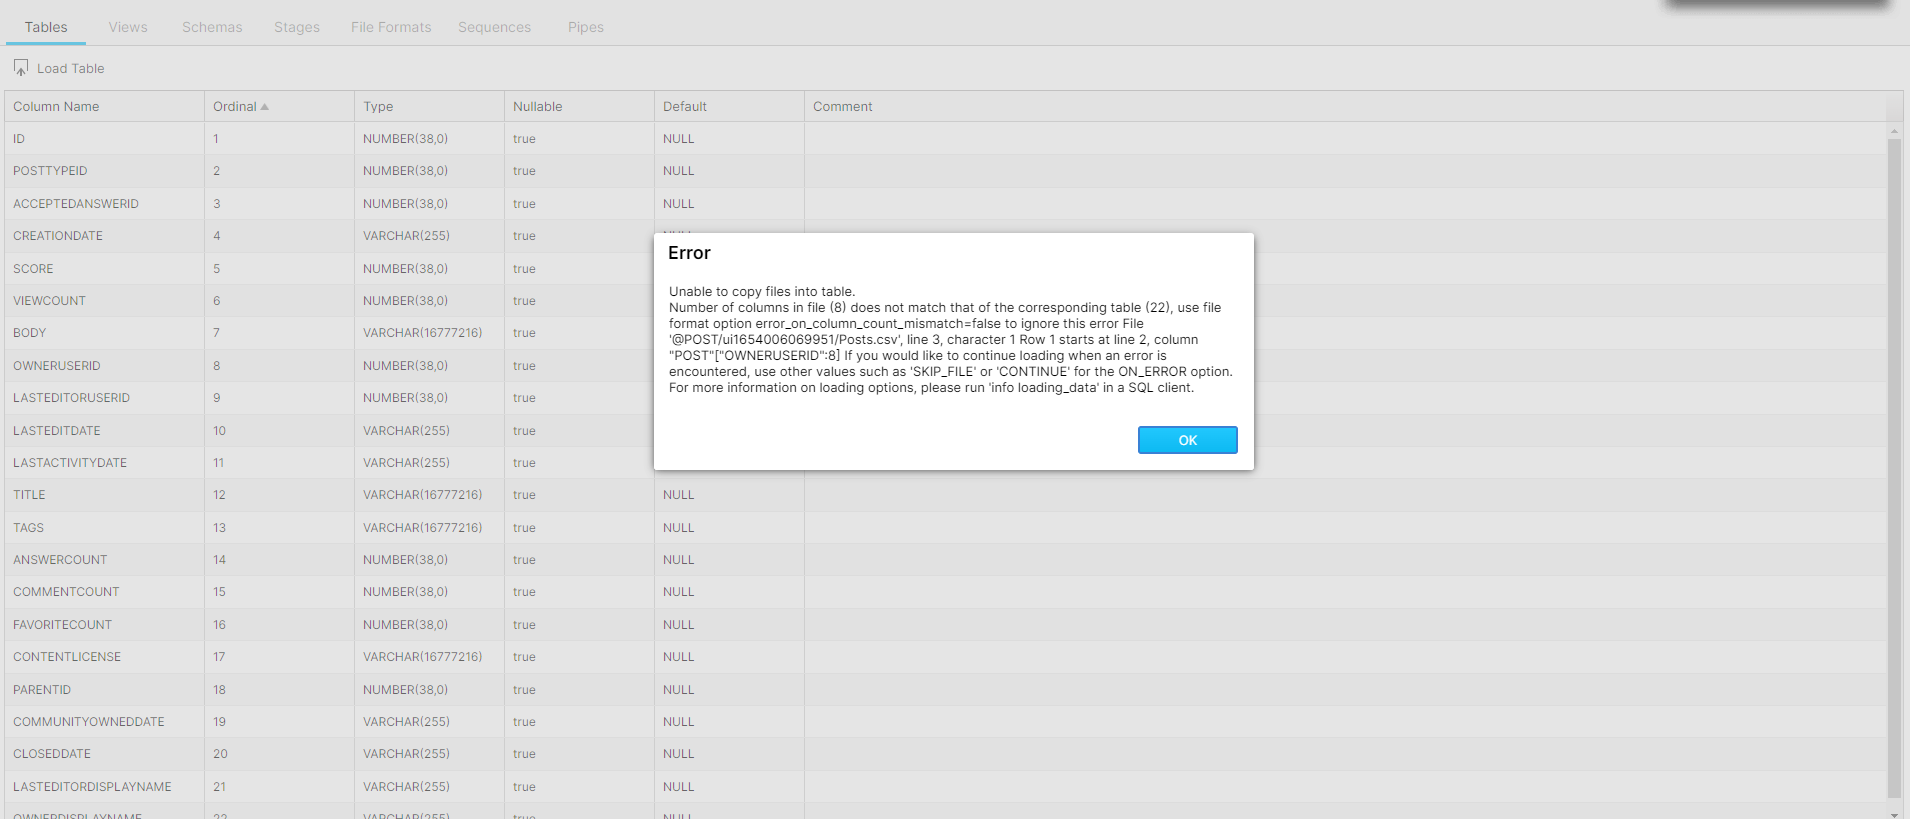 Tables Views Schemas Stages File Formats Sequences Pipes
Load Table
Column Name Ordinal Type Nullable Default Comment
ID 1 NUMBER(38,0) true NULL
POSTTYPEID 2 NUMBER(38,0) true NULL
ACCEPTEDANSWERID 3 NUMBER(38,0) true NULL
CREATIONDATE 4 VARCHAR(255) true
SCORE 5 NUMBER(38,0) true
VIEWCOUNT 6 NUMBER(38,0) true
BODY 7 VARCHAR(16777216) true
OWNERUSERID 8 NUMBER(38,0) true
LASTEDITORUSERID 9 NUMBER(38,0) true
LASTEDITDATE 10 VARCHAR(255) true
LASTACTIVITYDATE 11 VARCHAR(255) true
TITLE 12 VARCHAR(16777216) true NULL
TAGS 13 VARCHAR(16777216) true NULL
ANSWERCOUNT 14 NUMBER(38,0) true NULL
COMMENTCOUNT 15 NUMBER(38,0) true NULL
FAVORITECOUNT 16 NUMBER(38,0) true NULL
CONTENTLICENSE 17 VARCHAR(16777216) true NULL
PARENTID 18 NUMBER(38,0) true NULL
COMMUNITYOWNEDDATE 19 VARCHAR(255) true NULL
CLOSEDDATE 20 VARCHAR(255) true NULL
LASTEDITORDISPLAYNAME 21 VARCHAR(255) true NULL
OWNERDISPLAYNAME 22 VARCHAR(255) true NULL
Error
Unable to copy files into table.
Number of columns in file (8) does not match that of the corresponding table (22), use file
format option error_on_column_count_mismatch=false to ignore this error File
'@POST/ui1654006069951/Posts.csv', line 3, character 1 Row 1 starts at line 2, column
"POST"["OWNERUSERID":8] If you would like to continue loading when an error is
encountered, use other values such as 'SKIP_FILE' or 'CONTINUE' for the ON_ERROR option.
For more information on loading options, please run 'info loading_data' in a SQL client.
OK